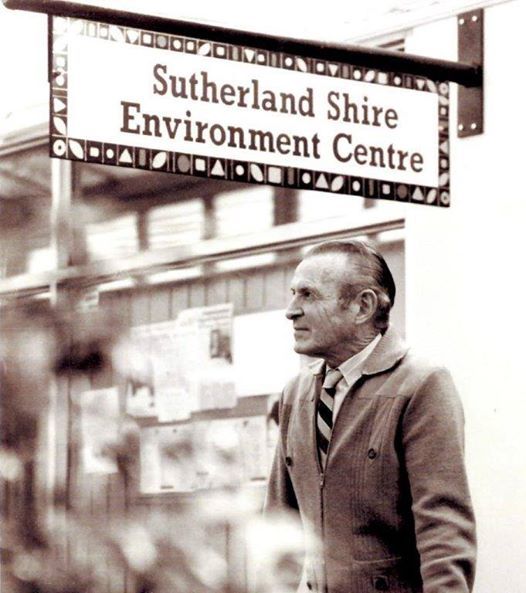 Sutherland Shire
Environment Centre